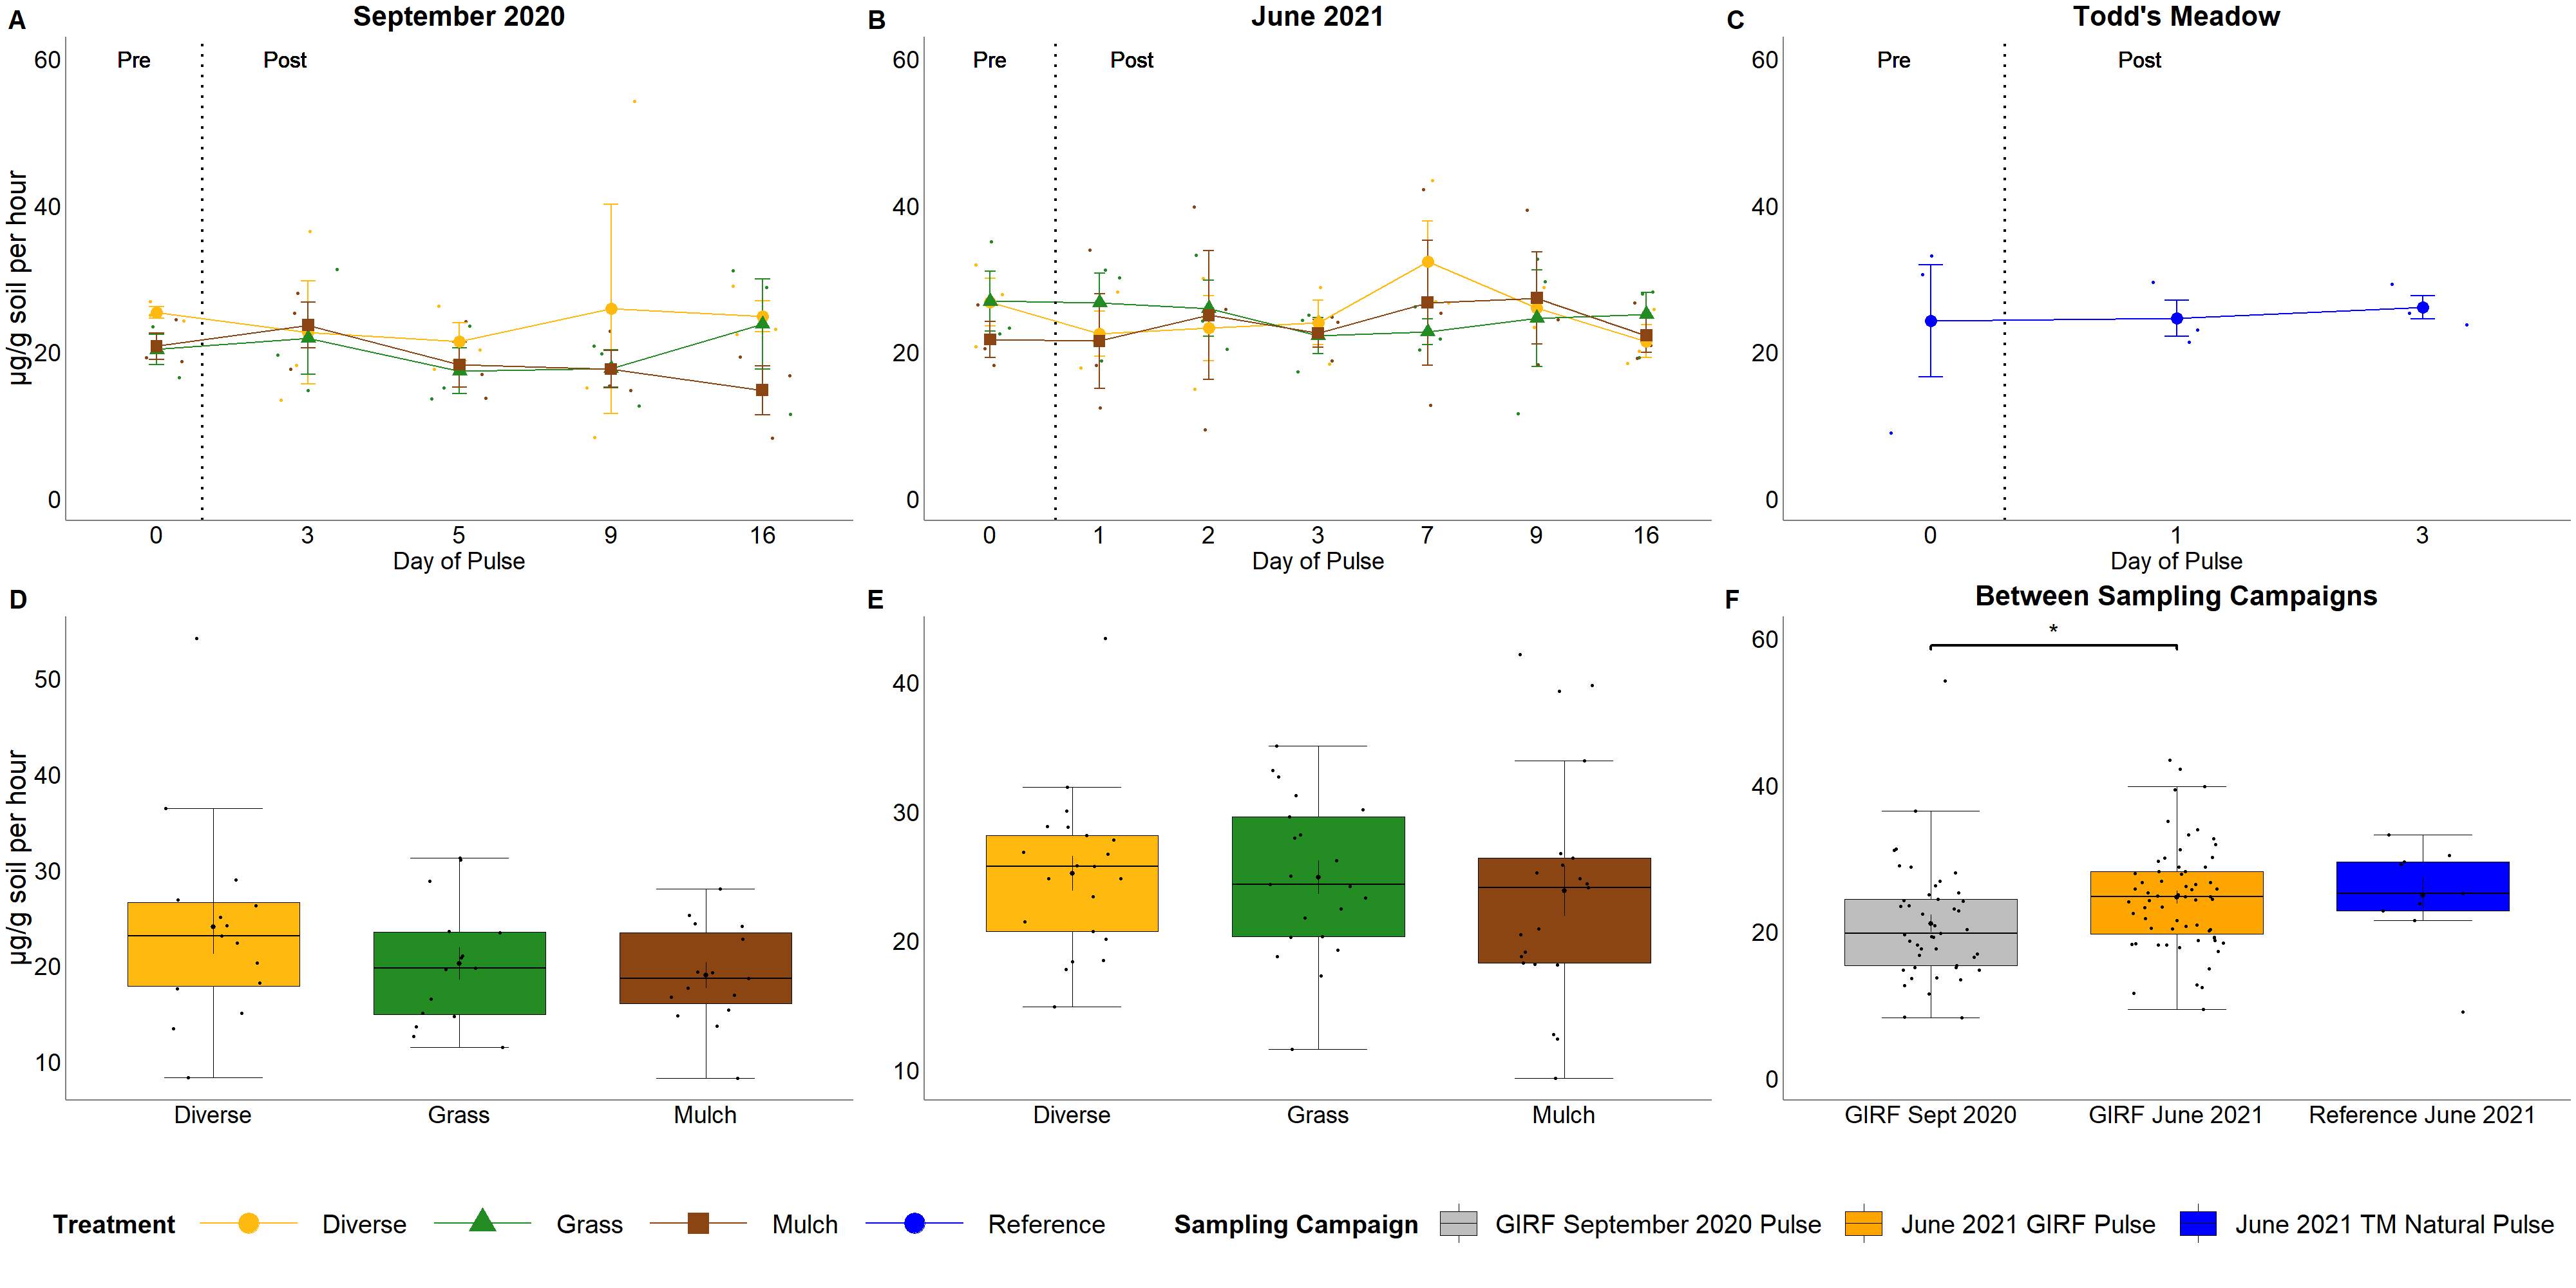 A
September 2020
B
June 2021
C
Todd's Meadow
Pre
Post
Pre
Post
Pre
Post
60
40
20
0
µg/g soil per hour
60
40
20
0
60
40
20
0
0 3 5 9 16
Day of Pulse
0 1 2 3 7 9 16
Day of Pulse
0 1 3
Day of Pulse
D
E
F
Between Sampling Campaigns
*
50
40
30
20
10
µg/g soil per hour
40
30
20
10
60
40
20
0
Diverse Grass Mulch
Diverse Grass Mulch
GIRF Sept 2020 GIRF June 2021 Reference June 2021
Treatment Diverse Grass Mulch Reference
Sampling Campaign GIRF September 2020 Pulse June 2021 GIRF Pulse June 2021 TM Natural Pulse